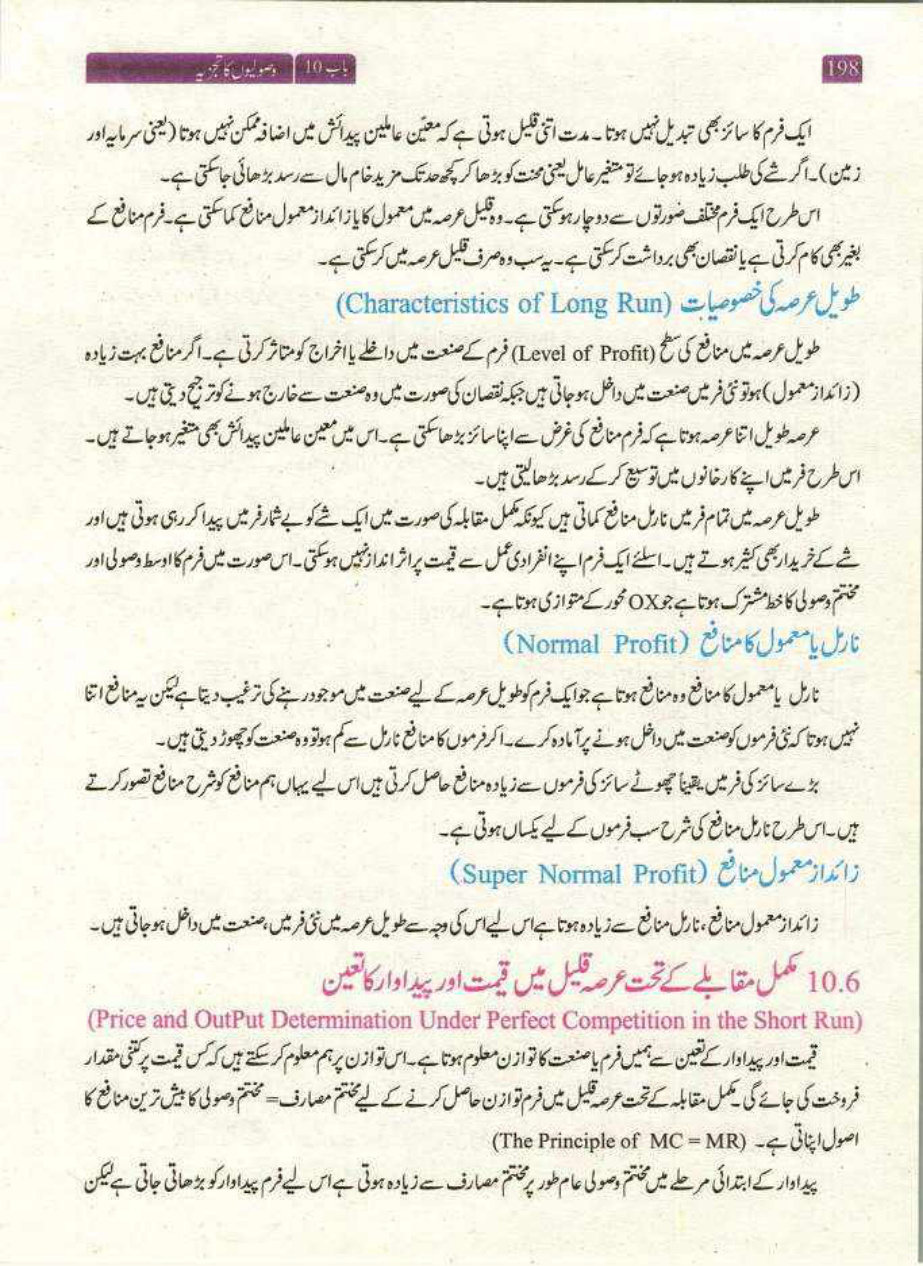 198
باب 10 وصولیوں کا تجزیہ
ایک فرم کا سائز بھی تبدیل نہیں ہوتا۔ مدت اتنی قلیل ہوتی ہے کہ معیّن عاملین پیدائش میں اضافہ ممکن نہیں ہوتا (یعنی سرمایہ اور
زمین)۔ اگر شے کی طلب زیادہ ہو جائے تو متغیر عامل یعنی محنت کو بڑھا کر کچھ حد تک مزید خام مال سے رسد بڑھائی جاسکتی ہے۔
اس طرح ایک فرم مختلف صورتوں سے دوچار ہوسکتی ہے۔ وہ قلیل عرصہ میں معمول کا یا زائد از معمول منافع کما سکتی ہے۔ فرم منافع کے
بغیر بھی کام کرتی ہے یا نقصان بھی برداشت کرسکتی ہے۔ یہ سب وہ صرف قلیل عرصہ میں کرسکتی ہے۔
طویل عرصہ کی خصوصیات (Characteristics of Long Run)
طویل عرصہ میں منافع کی سطح (Level of Profit) فرم کے صنعت میں داخلے یا اخراج کو متاثر کرتی ہے۔ اگر منافع بہت زیادہ
(زائد از معمول) ہو تو نئی فرمیں صنعت میں داخل ہو جاتی ہیں جبکہ نقصان کی صورت میں وہ صنعت سے خارج ہونے کو ترجیح دیتی ہیں۔
عرصہ طویل اتنا عرصہ ہوتا ہے کہ فرم منافع کی غرض سے اپنا سائز بڑھا سکتی ہے۔ اس میں معین عاملین پیدائش بھی متغیر ہو جاتے ہیں۔
اس طرح فرمیں اپنے کارخانوں میں توسیع کر کے رسد بڑھا لیتی ہیں۔
طویل عرصہ میں تمام فرمیں نارمل منافع کماتی ہیں کیونکہ مکمل مقابلہ کی صورت میں ایک شے کو بے شمار فرمیں پیدا کر رہی ہوتی ہیں اور
شے کے خریدار بھی کثیر ہوتے ہیں۔ اسلئے ایک فرم اپنے انفرادی عمل سے قیمت پر اثر انداز نہیں ہوسکتی۔ اس صورت میں فرم کا اوسط وصولی اور
مختتم وصولی کا خط مشترک ہوتا ہے جو OX محور کے متوازی ہوتا ہے۔
نارمل یا معمول کا منافع (Normal Profit)
نارمل یا معمول کا منافع وہ منافع ہوتا ہے جو ایک فرم کو طویل عرصہ کے لیے صنعت میں موجود رہنے کی ترغیب دیتا ہے لیکن یہ منافع اتنا
نہیں ہوتا کہ نئی فرموں کو صنعت میں داخل ہونے پر آمادہ کرے۔ اگر فرموں کا منافع نارمل سے کم ہو تو وہ صنعت کو چھوڑ دیتی ہیں۔
بڑے سائز کی فرمیں یقیناً چھوٹے سائز کی فرموں سے زیادہ منافع حاصل کرتی ہیں اس لیے یہاں ہم منافع کو شرح منافع تصور کرتے
ہیں۔ اس طرح نارمل منافع کی شرح سب فرموں کے لیے یکساں ہوتی ہے۔
زائد از معمول منافع (Super Normal Profit)
زائد از معمول منافع، نارمل منافع سے زیادہ ہوتا ہے اس لیے اس کی وجہ سے طویل عرصہ میں نئی فرمیں، صنعت میں داخل ہو جاتی ہیں۔
10.6 مکمل مقابلے کے تحت عرصہ قلیل میں قیمت اور پیداوار کا تعین
(Price and OutPut Determination Under Perfect Competition in the Short Run)
قیمت اور پیداوار کے تعین سے ہمیں فرم یا صنعت کا توازن معلوم ہوتا ہے۔ اس توازن پر ہم معلوم کر سکتے ہیں کہ کس قیمت پر کتنی مقدار
فروخت کی جائے گی۔ مکمل مقابلہ کے تحت عرصہ قلیل میں فرم توازن حاصل کرنے کے لیے مختتم مصارف = مختتم وصولی کا بیش ترین منافع کا
اصول اپناتی ہے۔ (The Principle of MC = MR)
پیداوار کے ابتدائی مرحلے میں مختتم وصولی عام طور پر مختتم مصارف سے زیادہ ہوتی ہے اس لیے فرم پیداوار کو بڑھاتی جاتی ہے لیکن